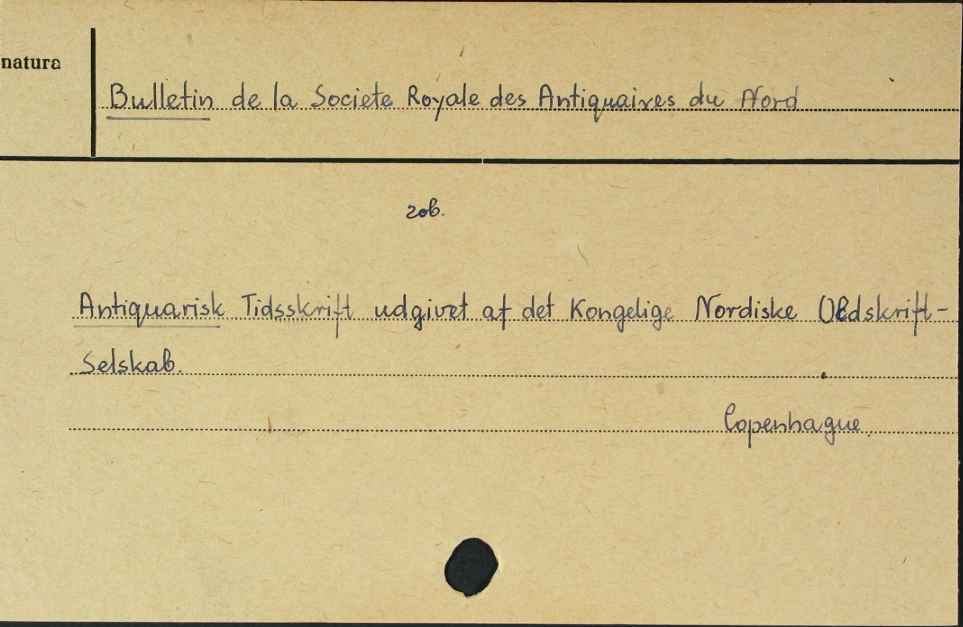 natura
Bulletin de la Societe Royale des Antiquaires du Nord
zob.
Antiquarisk Tidsskrift udgivet af det Kongelige Nordiske Oldskrift-
Selskab.
Copenhague.